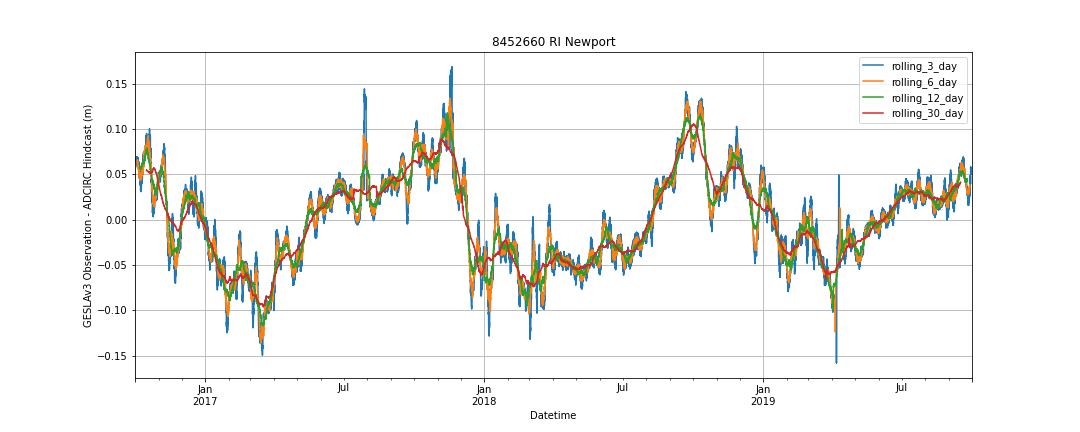 8452660 RI Newport
GESLAv3 Observation - ADCIRC Hindcast (m)
0.15
0.10
0.05
0.00
−0.05
−0.10
−0.15
rolling_3_day
rolling_6_day
rolling_12_day
rolling_30_day
Jan
2017
Jul
Jan
2018
Jul
Jan
2019
Jul
Datetime